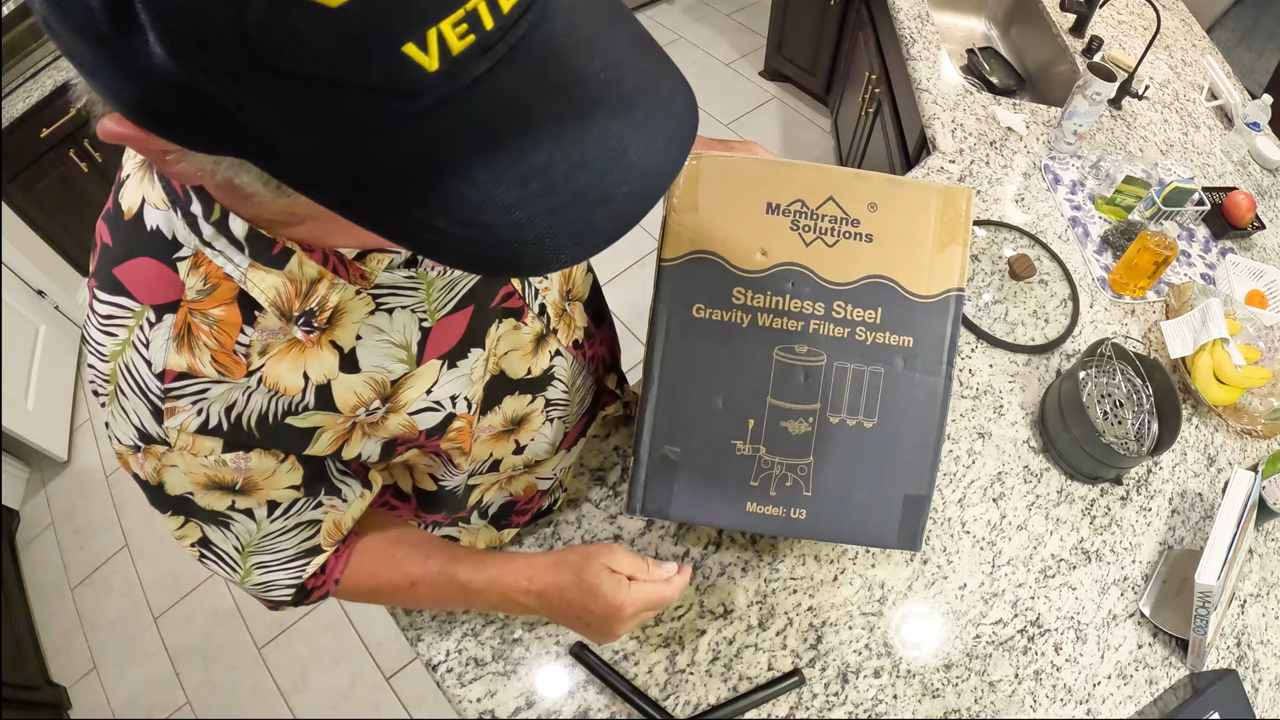 VETE
Membrane
Solutions
®
Stainless Steel
Gravity Water Filter System
Model: U3
WHOLE30